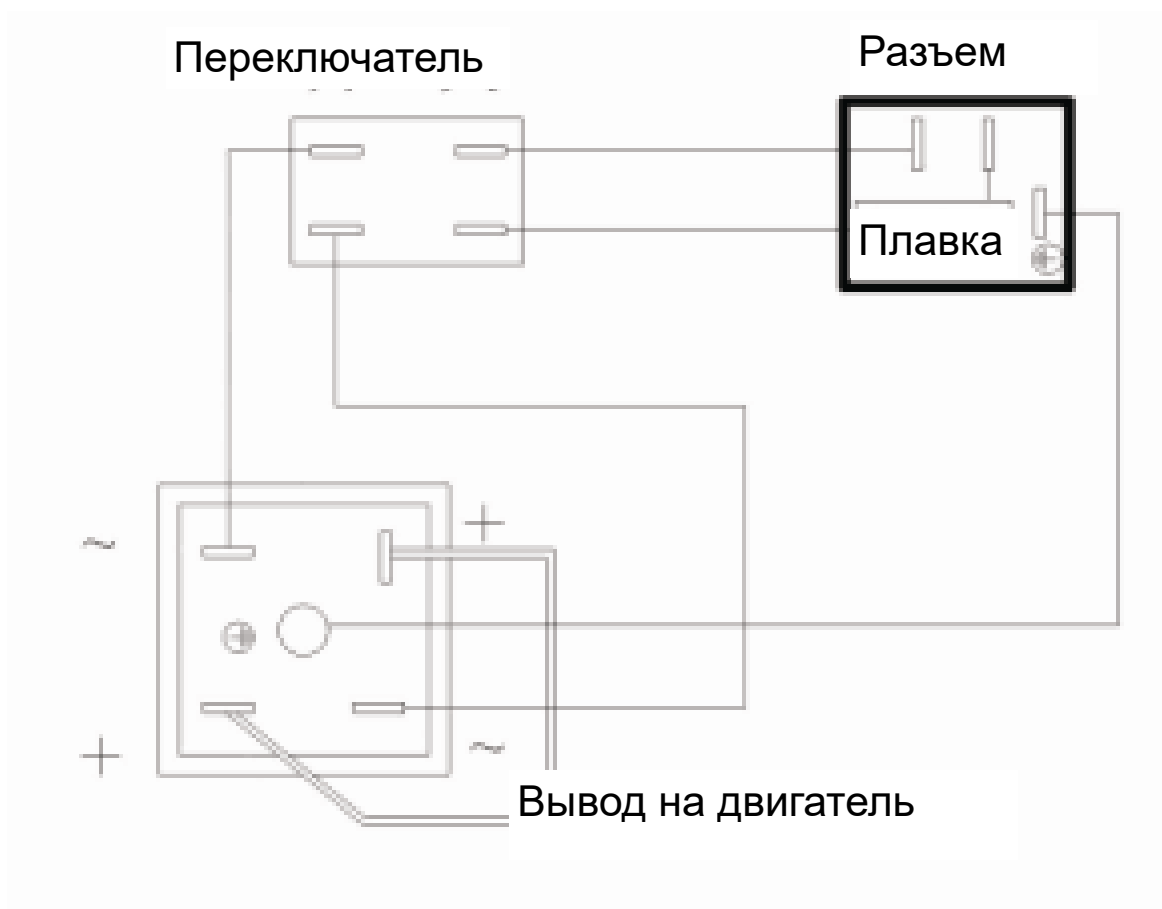 Переключатель
Разъем
Плавка
~
+
+
~
Вывод на двигатель